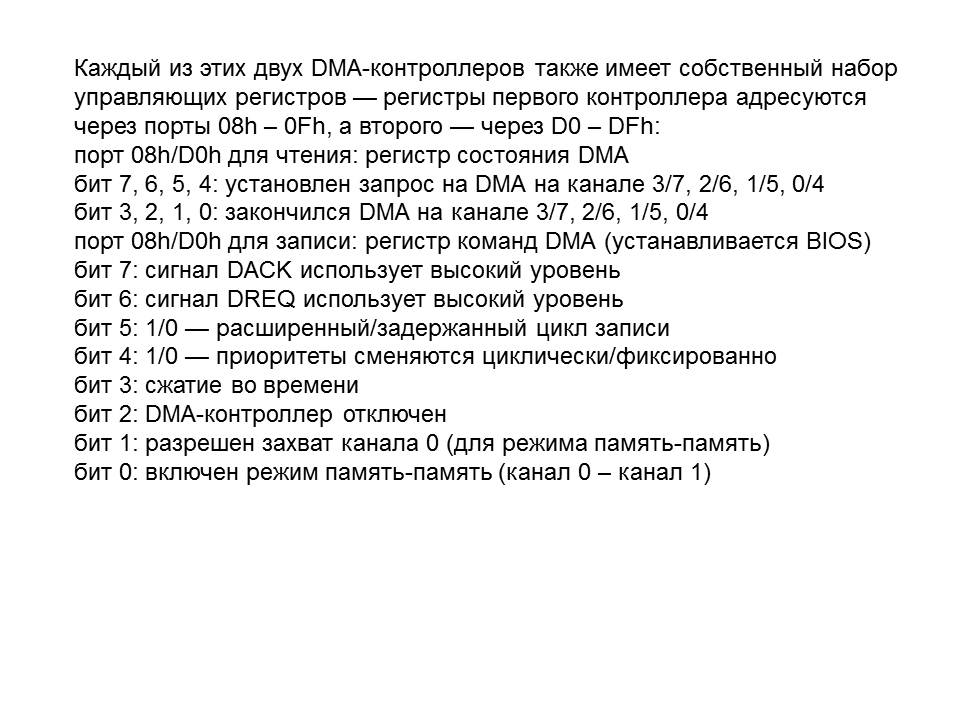 Каждый из этих двух DMA-контроллеров также имеет собственный набор
управляющих регистров — регистры первого контроллера адресуются
через порты 08h – 0Fh, а второго — через D0 – DFh:
порт 08h/D0h для чтения: регистр состояния DMA
бит 7, 6, 5, 4: установлен запрос на DMA на канале 3/7, 2/6, 1/5, 0/4
бит 3, 2, 1, 0: закончился DMA на канале 3/7, 2/6, 1/5, 0/4
порт 08h/D0h для записи: регистр команд DMA (устанавливается BIOS)
бит 7: сигнал DACK использует высокий уровень
бит 6: сигнал DREQ использует высокий уровень
бит 5: 1/0 — расширенный/задержанный цикл записи
бит 4: 1/0 — приоритеты сменяются циклически/фиксированно
бит 3: сжатие во времени
бит 2: DMA-контроллер отключен
бит 1: разрешен захват канала 0 (для режима память-память)
бит 0: включен режим память-память (канал 0 – канал 1)